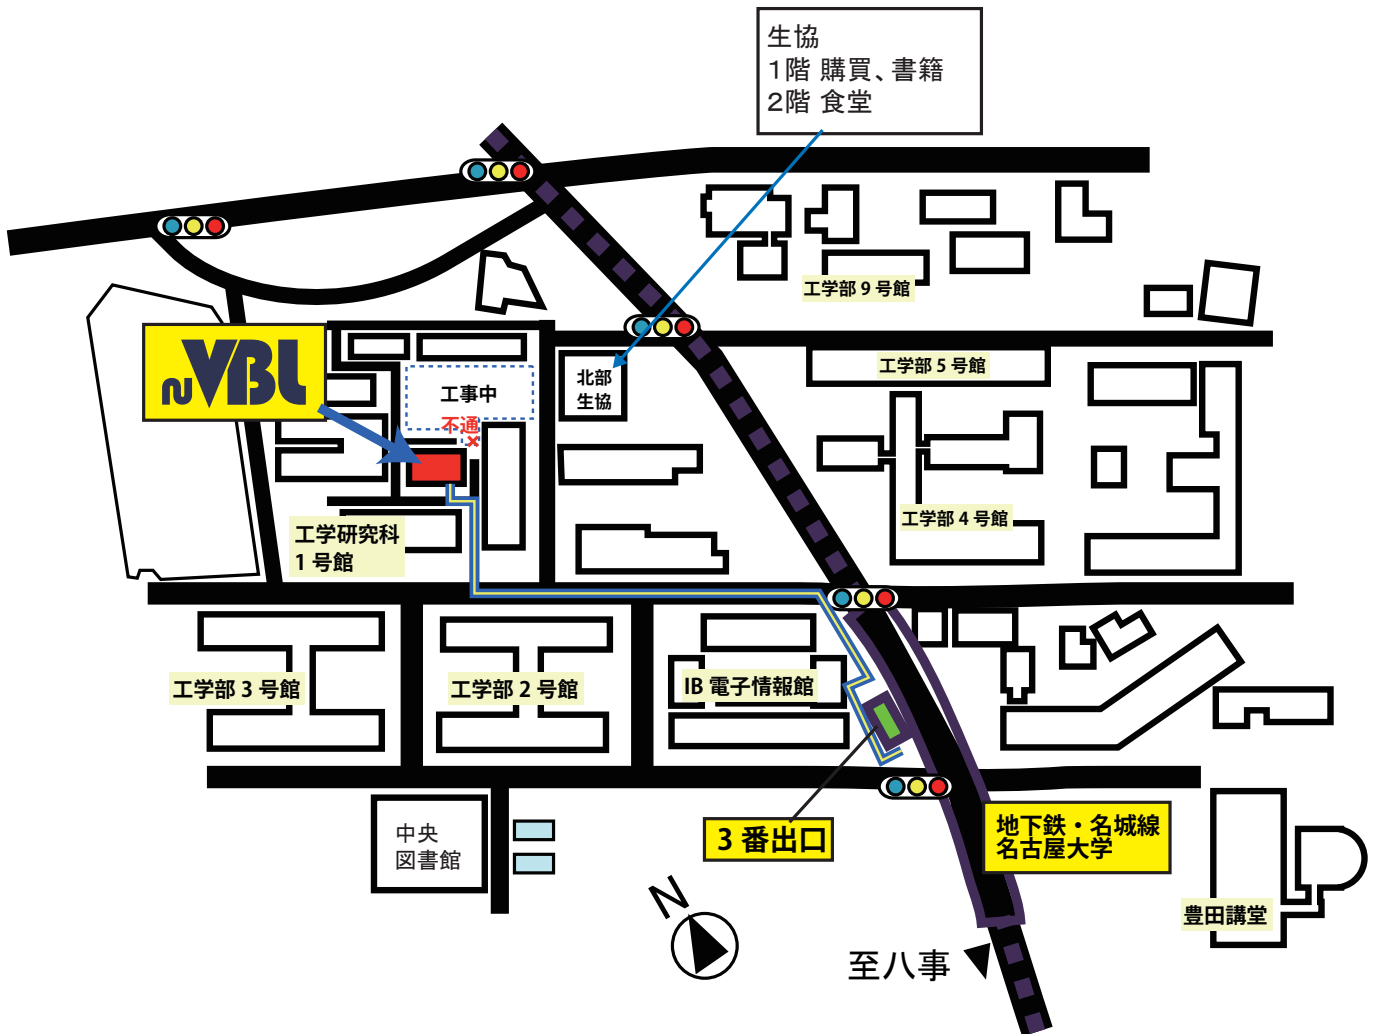 生協
1階 購買、書籍
2階 食堂
工学部 9 号館
VBL
工事中
不通
北部
生協
工学部 5 号館
工学部 4 号館
工学研究科
1 号館
工学部 3 号館
工学部 2 号館
IB 電子情報館
3 番出口
地下鉄・名城線
名古屋大学
中央
図書館
豊田講堂
N
至八事